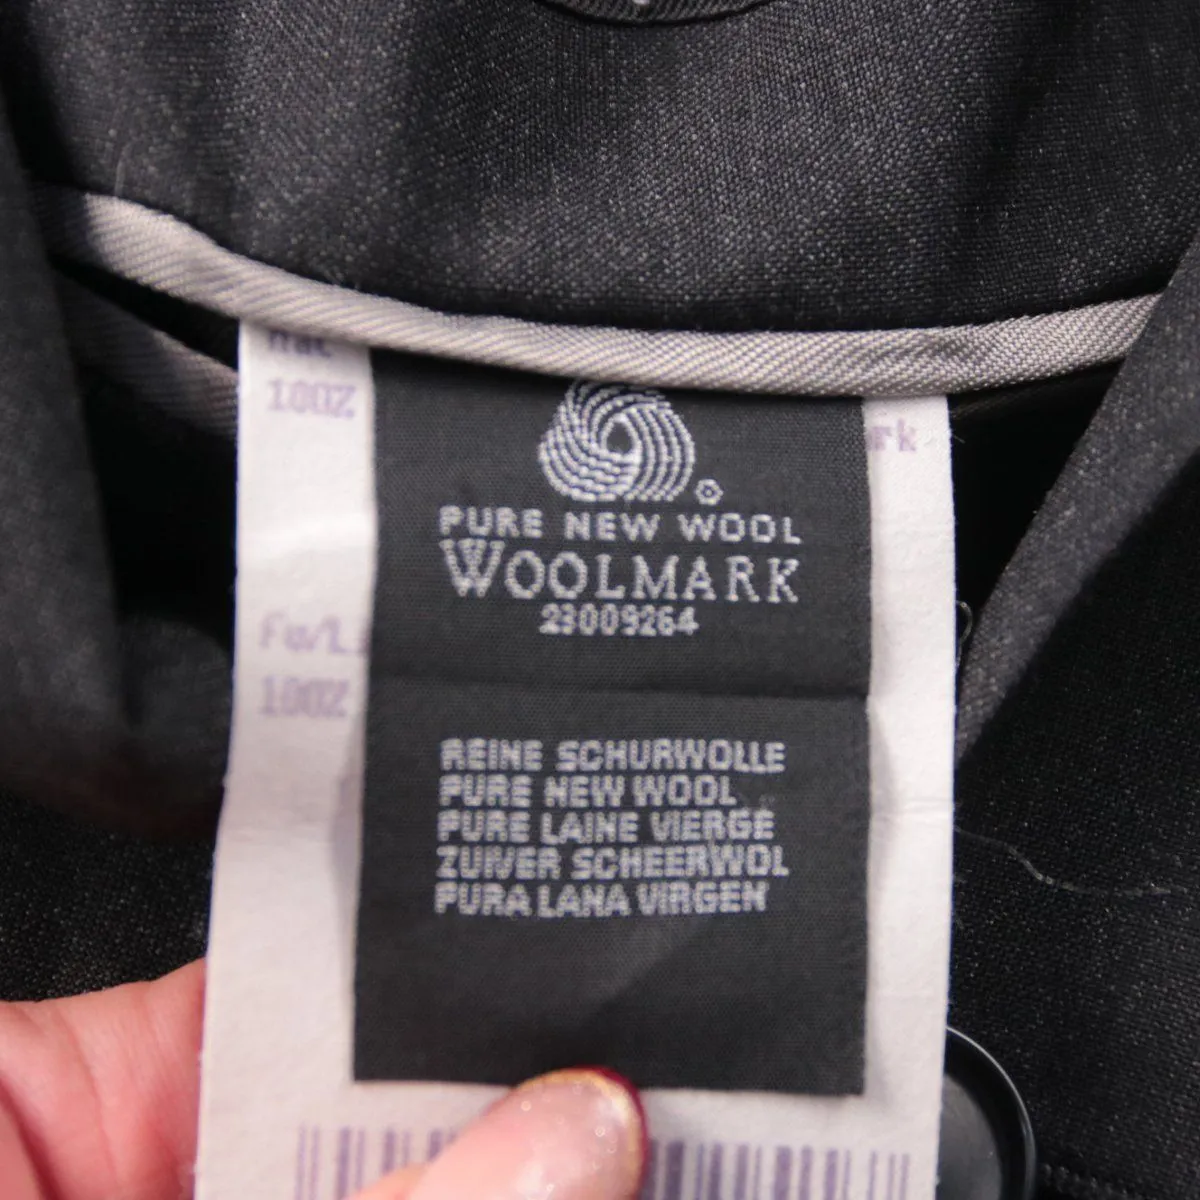 100%
®
PURE NEW WOOL
WOOLMARK
23009264
Fu/L
100%
REINE SCHURWOLLE
PURE NEW WOOL
PURE LAINE VIERGE
ZUIVER SCHEERWOL
PURA LANA VIRGEN